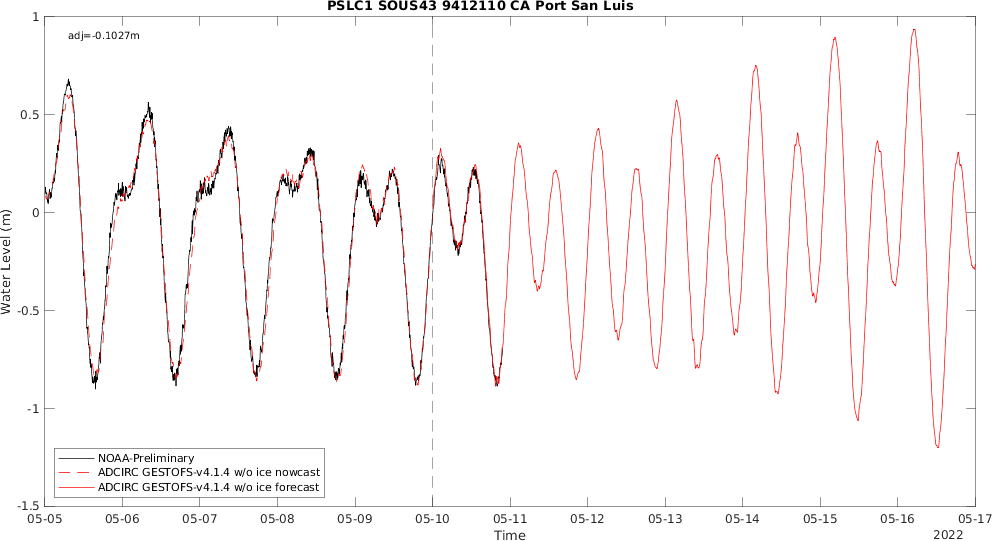 PSLC1 SOUS43 9412110 CA Port San Luis
adj=-0.1027m
1
0.5
0
-0.5
-1
-1.5
Water Level (m)
NOAA-Preliminary
ADCIRC GESTOFS-v4.1.4 w/o ice nowcast
ADCIRC GESTOFS-v4.1.4 w/o ice forecast
05-05 05-06 05-07 05-08 05-09 05-10 05-11 05-12 05-13 05-14 05-15 05-16 05-17
Time
2022